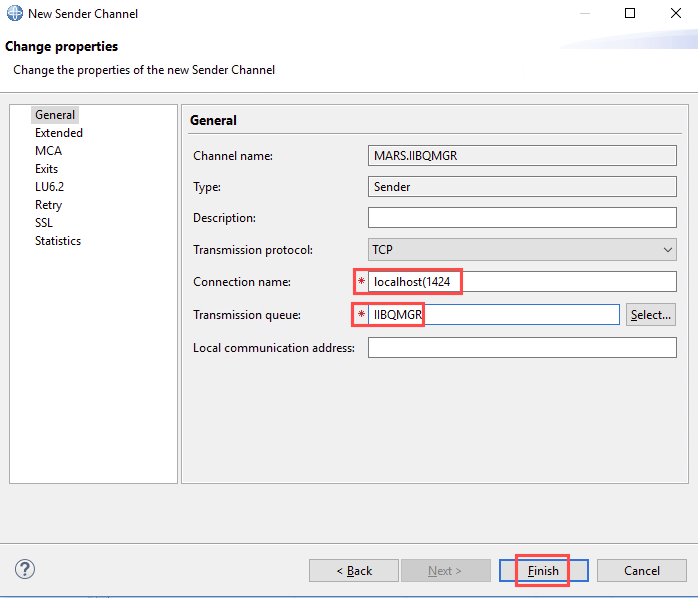 New Sender Channel
Change properties
Change the properties of the new Sender Channel
General
Extended
MCA
Exits
LU6.2
Retry
SSL
Statistics
General
Channel name: MARS.IIBQMGR
Type: Sender
Description:
Transmission protocol: TCP
Connection name: * localhost(1424
Transmission queue: * IIBQMGR Select...
Local communication address:
? < Back Next > Finish Cancel